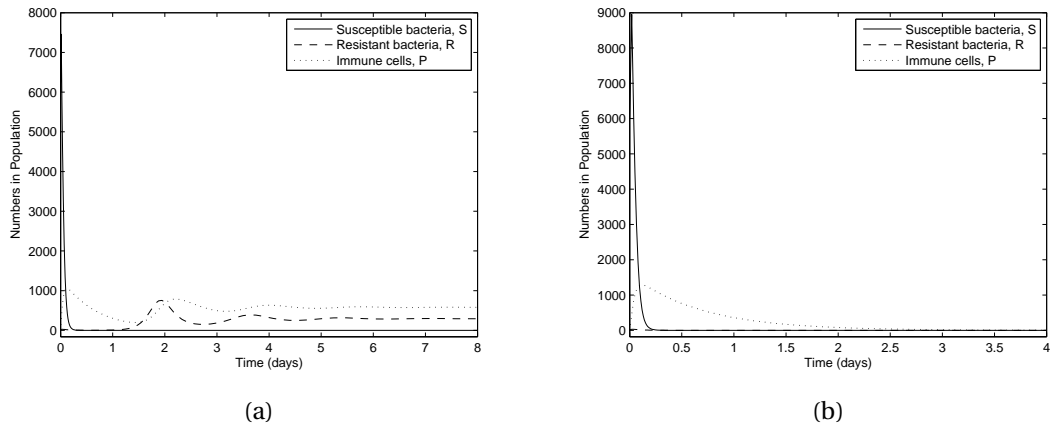 8000
7000
6000
5000
4000
3000
2000
1000
0
Numbers in Population
0 1 2 3 4 5 6 7 8
Time (days)
Susceptible bacteria, S
Resistant bacteria, R
Immune cells, P
(a)
9000
8000
7000
6000
5000
4000
3000
2000
1000
0
Numbers in Population
0 0.5 1 1.5 2 2.5 3 3.5 4
Time (days)
Susceptible bacteria, S
Resistant bacteria, R
Immune cells, P
(b)